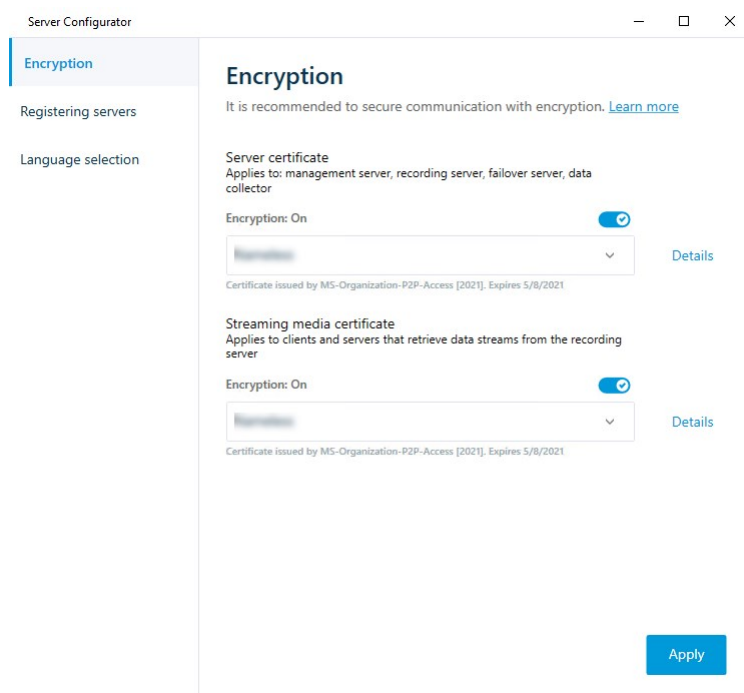 Server Configurator
Encryption
Registering servers
Language selection
Encryption
It is recommended to secure communication with encryption. Learn more
Server certificate
Applies to: management server, recording server, failover server, data
collector
Encryption: On
Details
Certificate issued by MS-Organization-P2P-Access [2021]. Expires 5/8/2021
Streaming media certificate
Applies to clients and servers that retrieve data streams from the recording
server
Encryption: On
Details
Certificate issued by MS-Organization-P2P-Access [2021]. Expires 5/8/2021
Apply